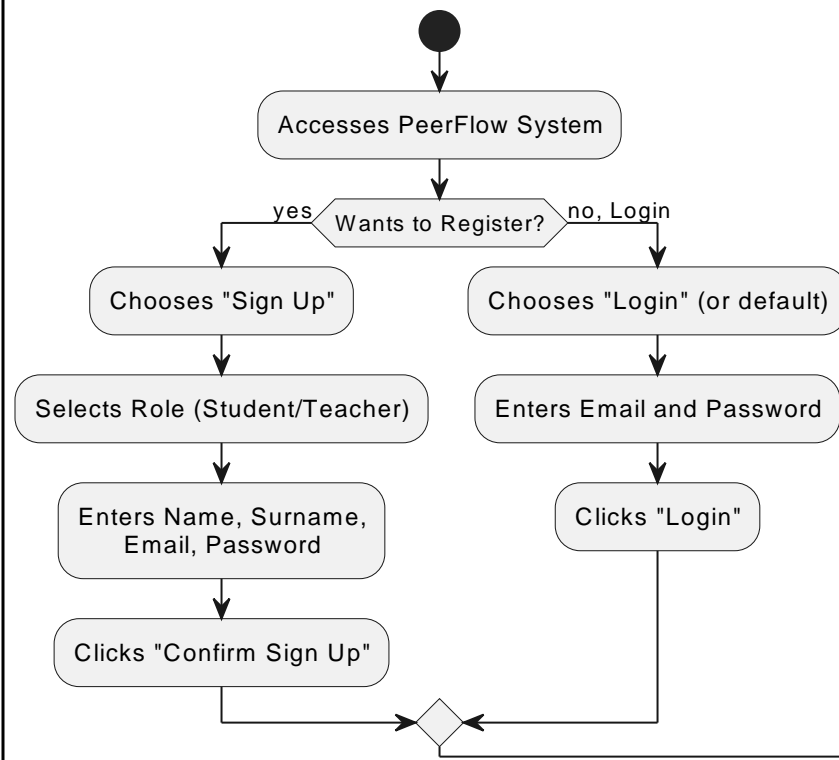 Accesses PeerFlow System
yes
Wants to Register?
no, Login
Chooses "Sign Up"
Chooses "Login" (or default)
Selects Role (Student/Teacher)
Enters Email and Password
Enters Name, Surname,
Email, Password
Clicks "Login"
Clicks "Confirm Sign Up"